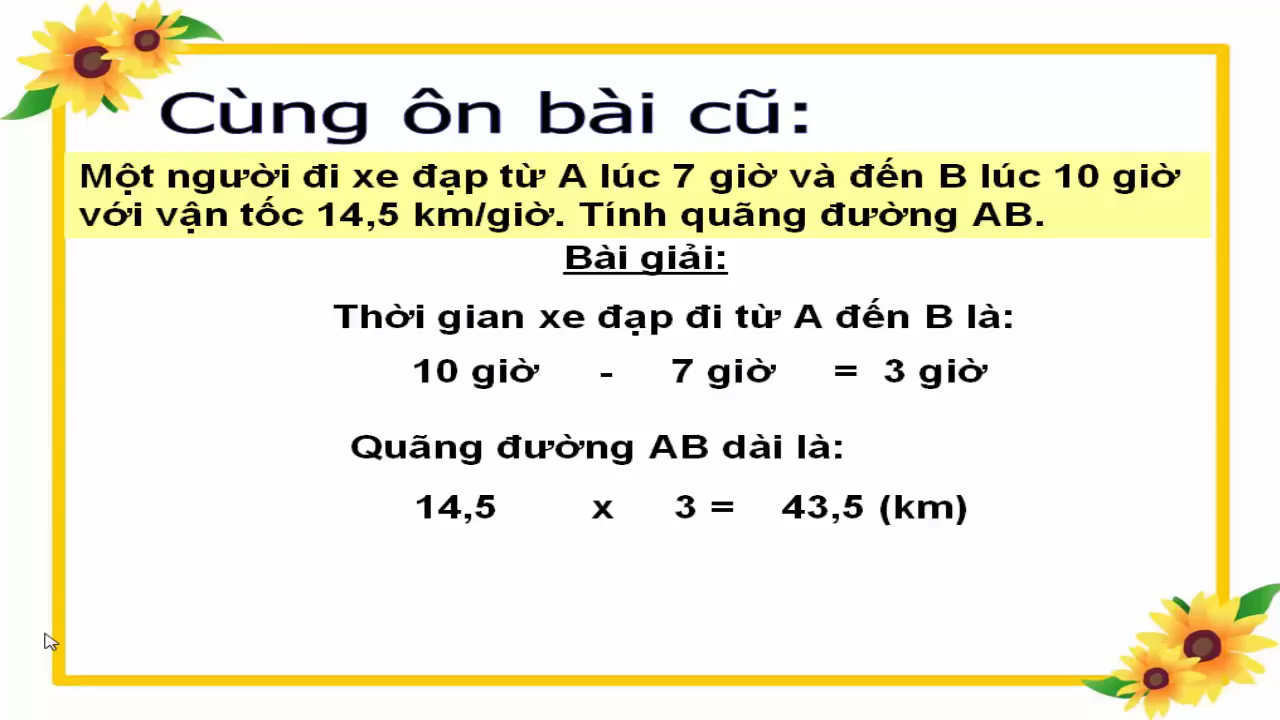 Cùng ôn bài cũ:
Một người đi xe đạp từ A lúc 7 giờ và đến B lúc 10 giờ
với vận tốc 14,5 km/giờ. Tính quãng đường AB.
Bài giải:
Thời gian xe đạp đi từ A đến B là:
10 giờ - 7 giờ = 3 giờ
Quãng đường AB dài là:
14,5 x 3 = 43,5 (km)